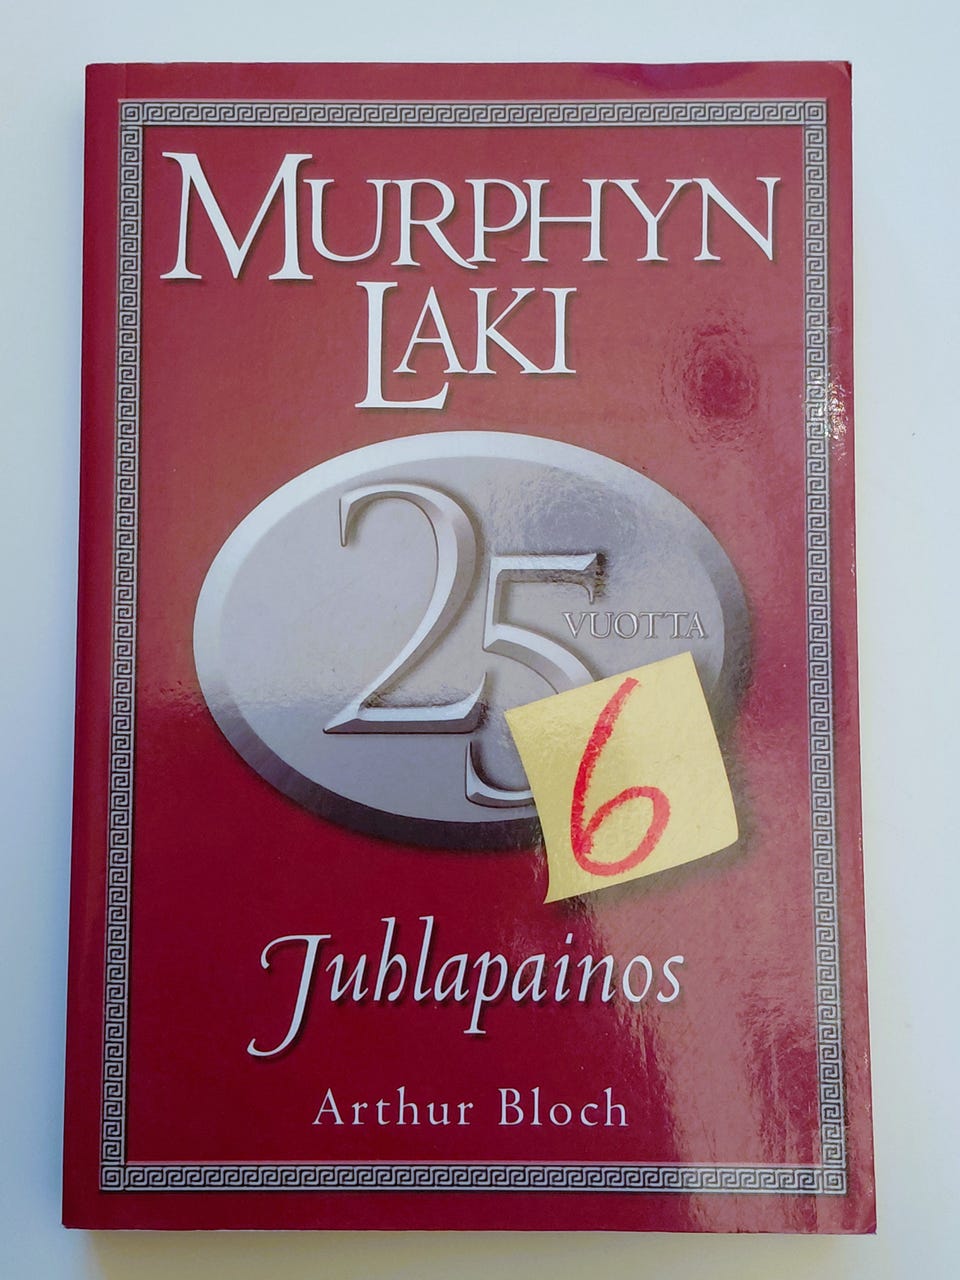 MURPHYN
LAKI
25
VUOTTA
6
Juhlapainos
Arthur Bloch